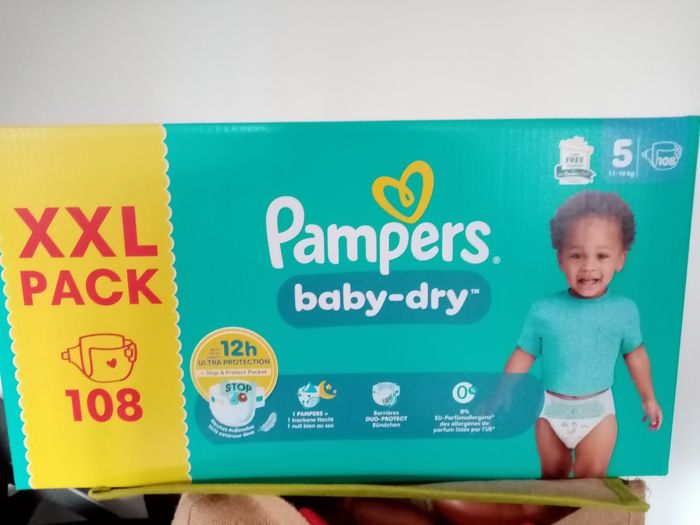 XXL
PACK
108
Pampers®
baby-dry™
12h
ULTRA PROTECTION
+ Stop & Protect Pocket
STOP
1 PAMPERS =
1 trockene Nacht
1 nuit bien au sec
Barrières
DUO-PROTECT
Bündchen
0%
0%
EU-Parfümallergene*
des allergènes de
parfum listés par l'UE*
FREE
5
11-16 kg
108